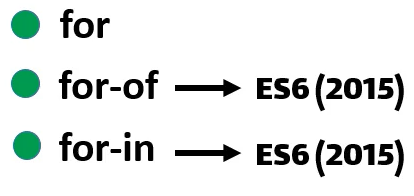 for
for-of → ES6 (2015)
for-in → ES6 (2015)